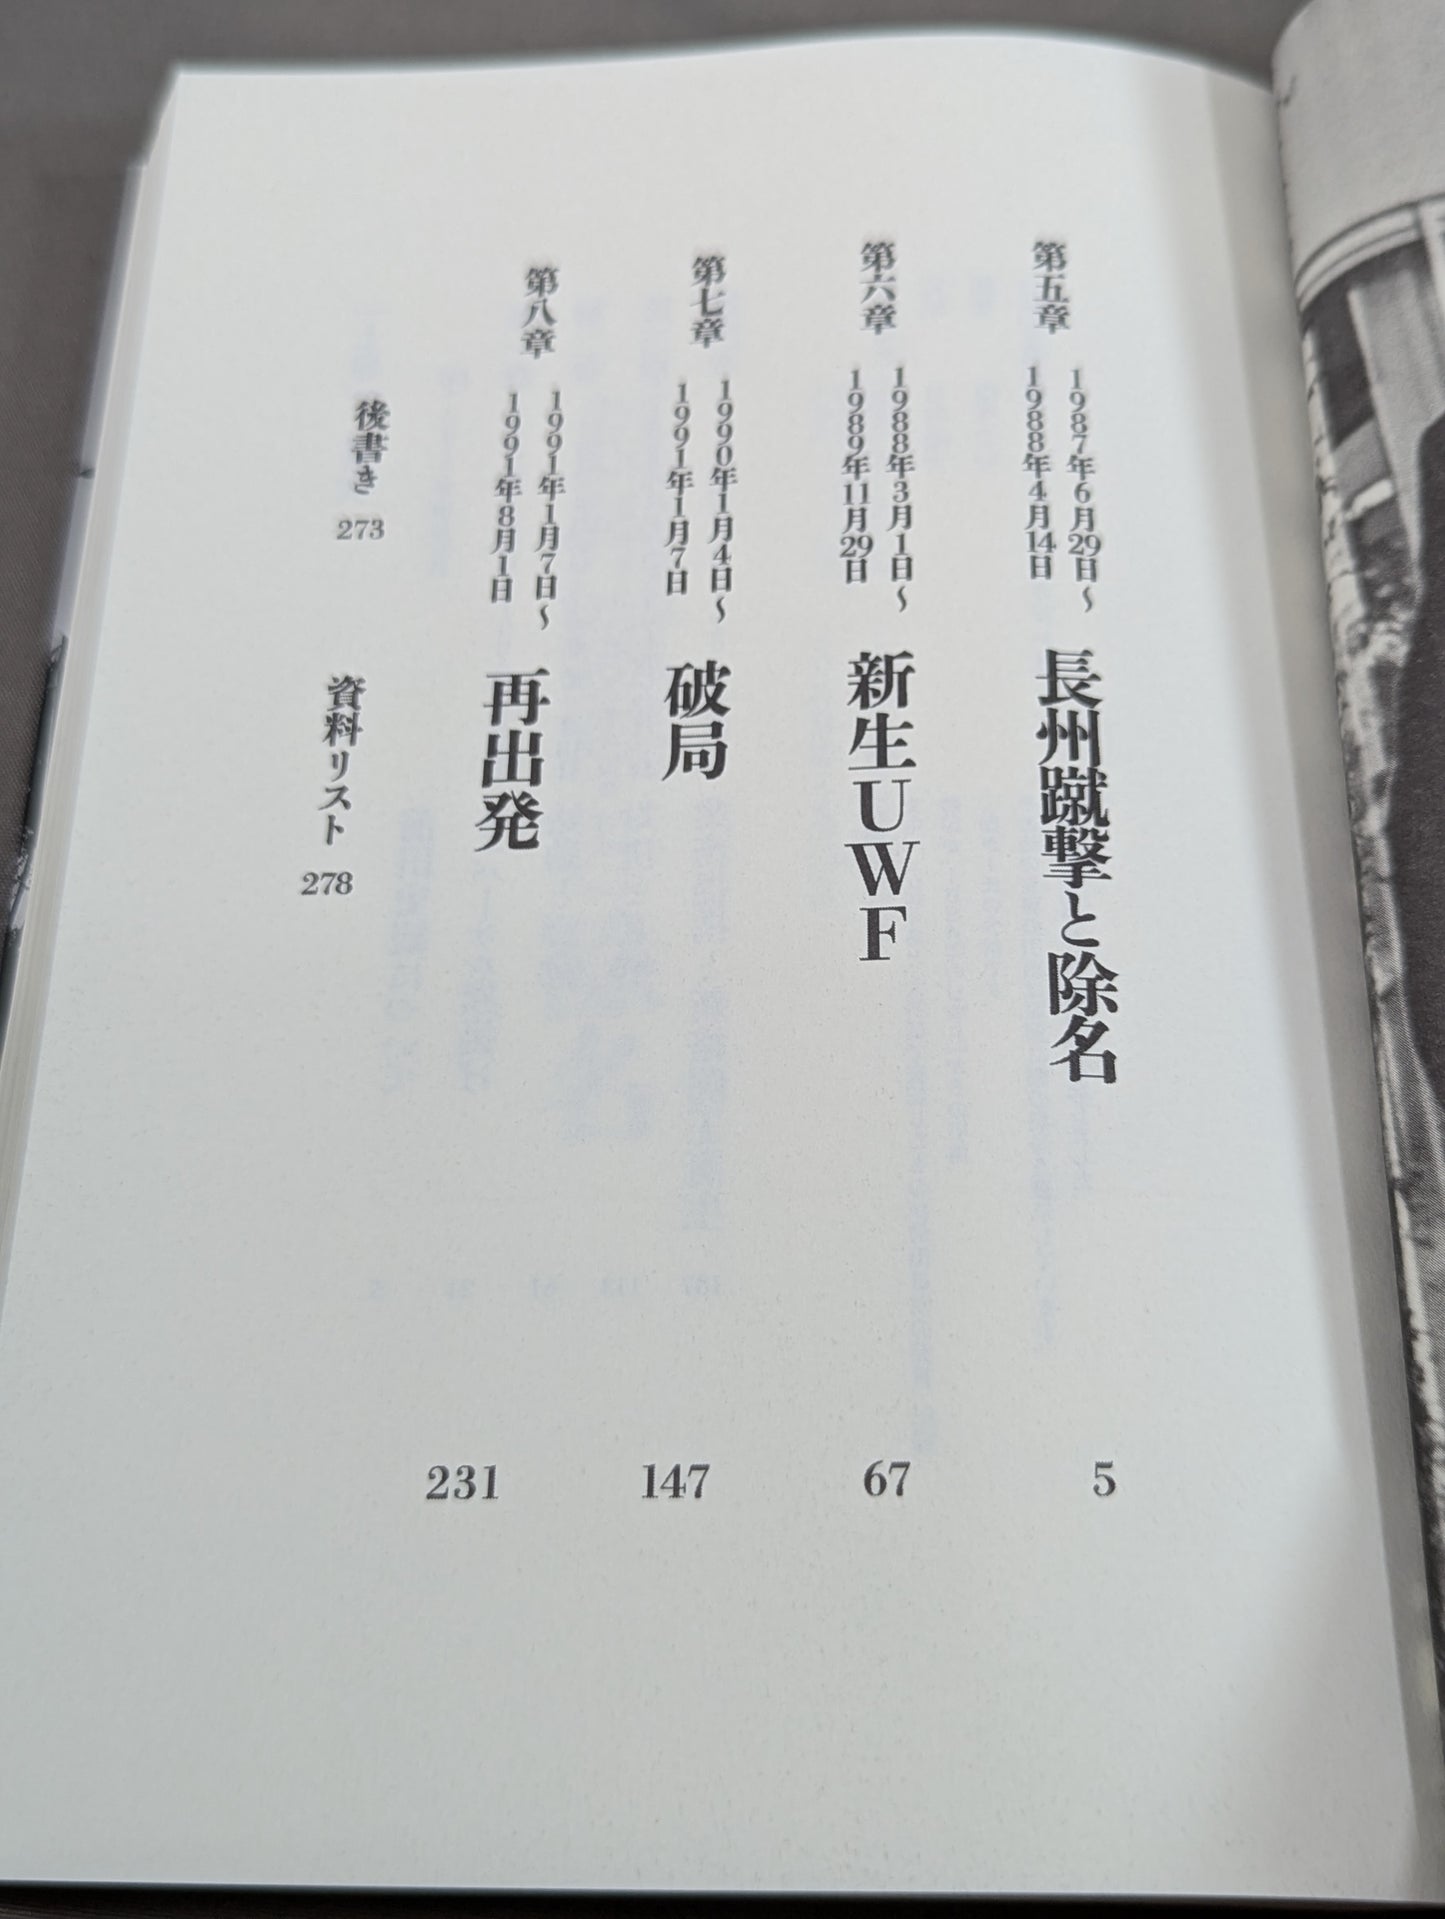 第五章
1987年6月29日〜
1988年4月14日
長州蹴撃と除名
5
第六章
1988年3月1日〜
1989年11月29日
新生UWF
67
第七章
1990年1月4日〜
1991年1月7日
破局
147
第八章
1991年1月7日〜
1991年8月1日
再出発
231
後書き 273
資料リスト 278